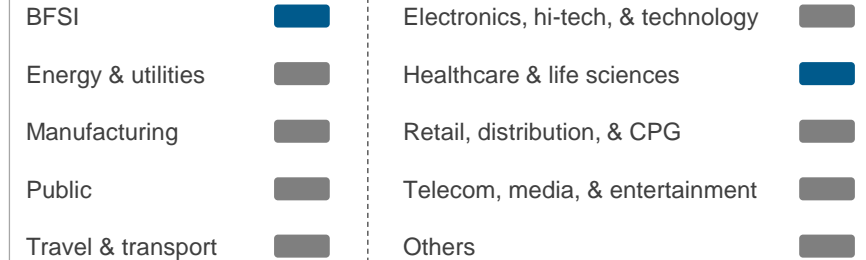 BFSI
Energy & utilities
Manufacturing
Public
Travel & transport
Electronics, hi-tech, & technology
Healthcare & life sciences
Retail, distribution, & CPG
Telecom, media, & entertainment
Others